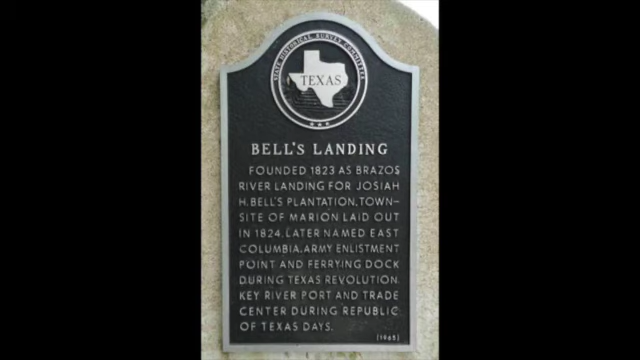 STATE HISTORICAL SURVEY COMMITTEE
TEXAS
BELL'S LANDING
FOUNDED 1823 AS BRAZOS
RIVER LANDING FOR JOSIAH
H. BELL'S PLANTATION. TOWN-
SITE OF MARION LAID OUT
IN 1824. LATER NAMED EAST
COLUMBIA. ARMY ENLISTMENT
POINT AND FERRYING DOCK
DURING TEXAS REVOLUTION.
KEY RIVER PORT AND TRADE
CENTER DURING REPUBLIC
OF TEXAS DAYS.
(1965)